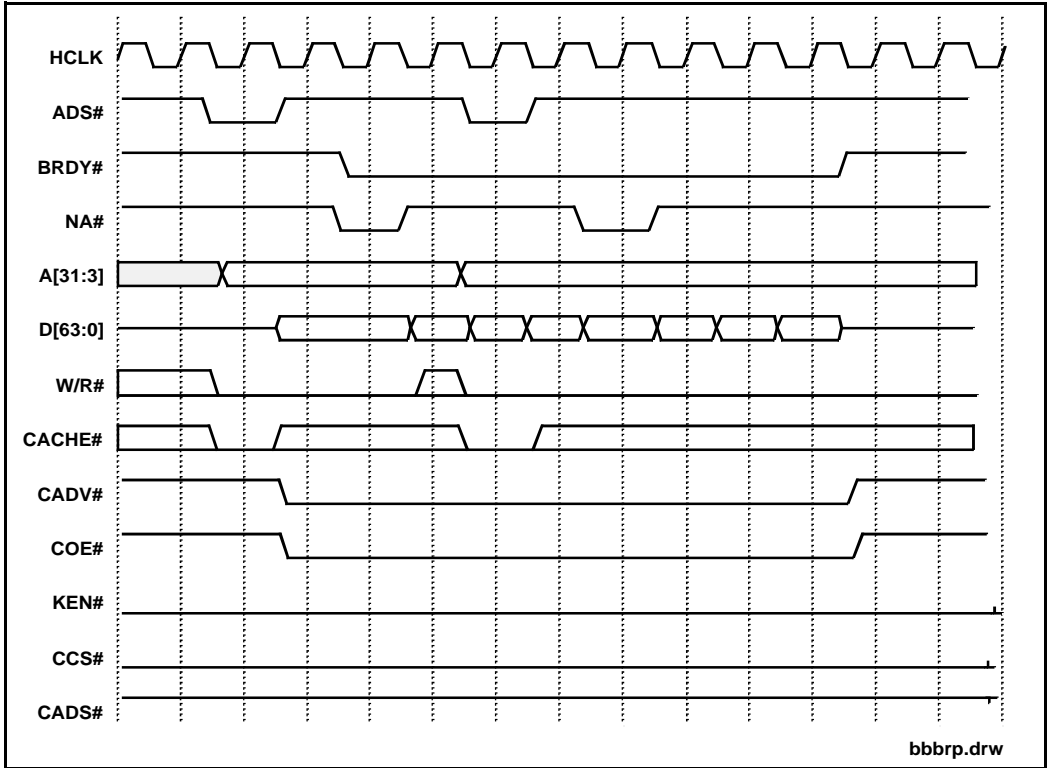 HCLK
ADS#
BRDY#
NA#
A[31:3]
D[63:0]
W/R#
CACHE#
CADV#
COE#
KEN#
CCS#
CADS#
bbbrp.drw